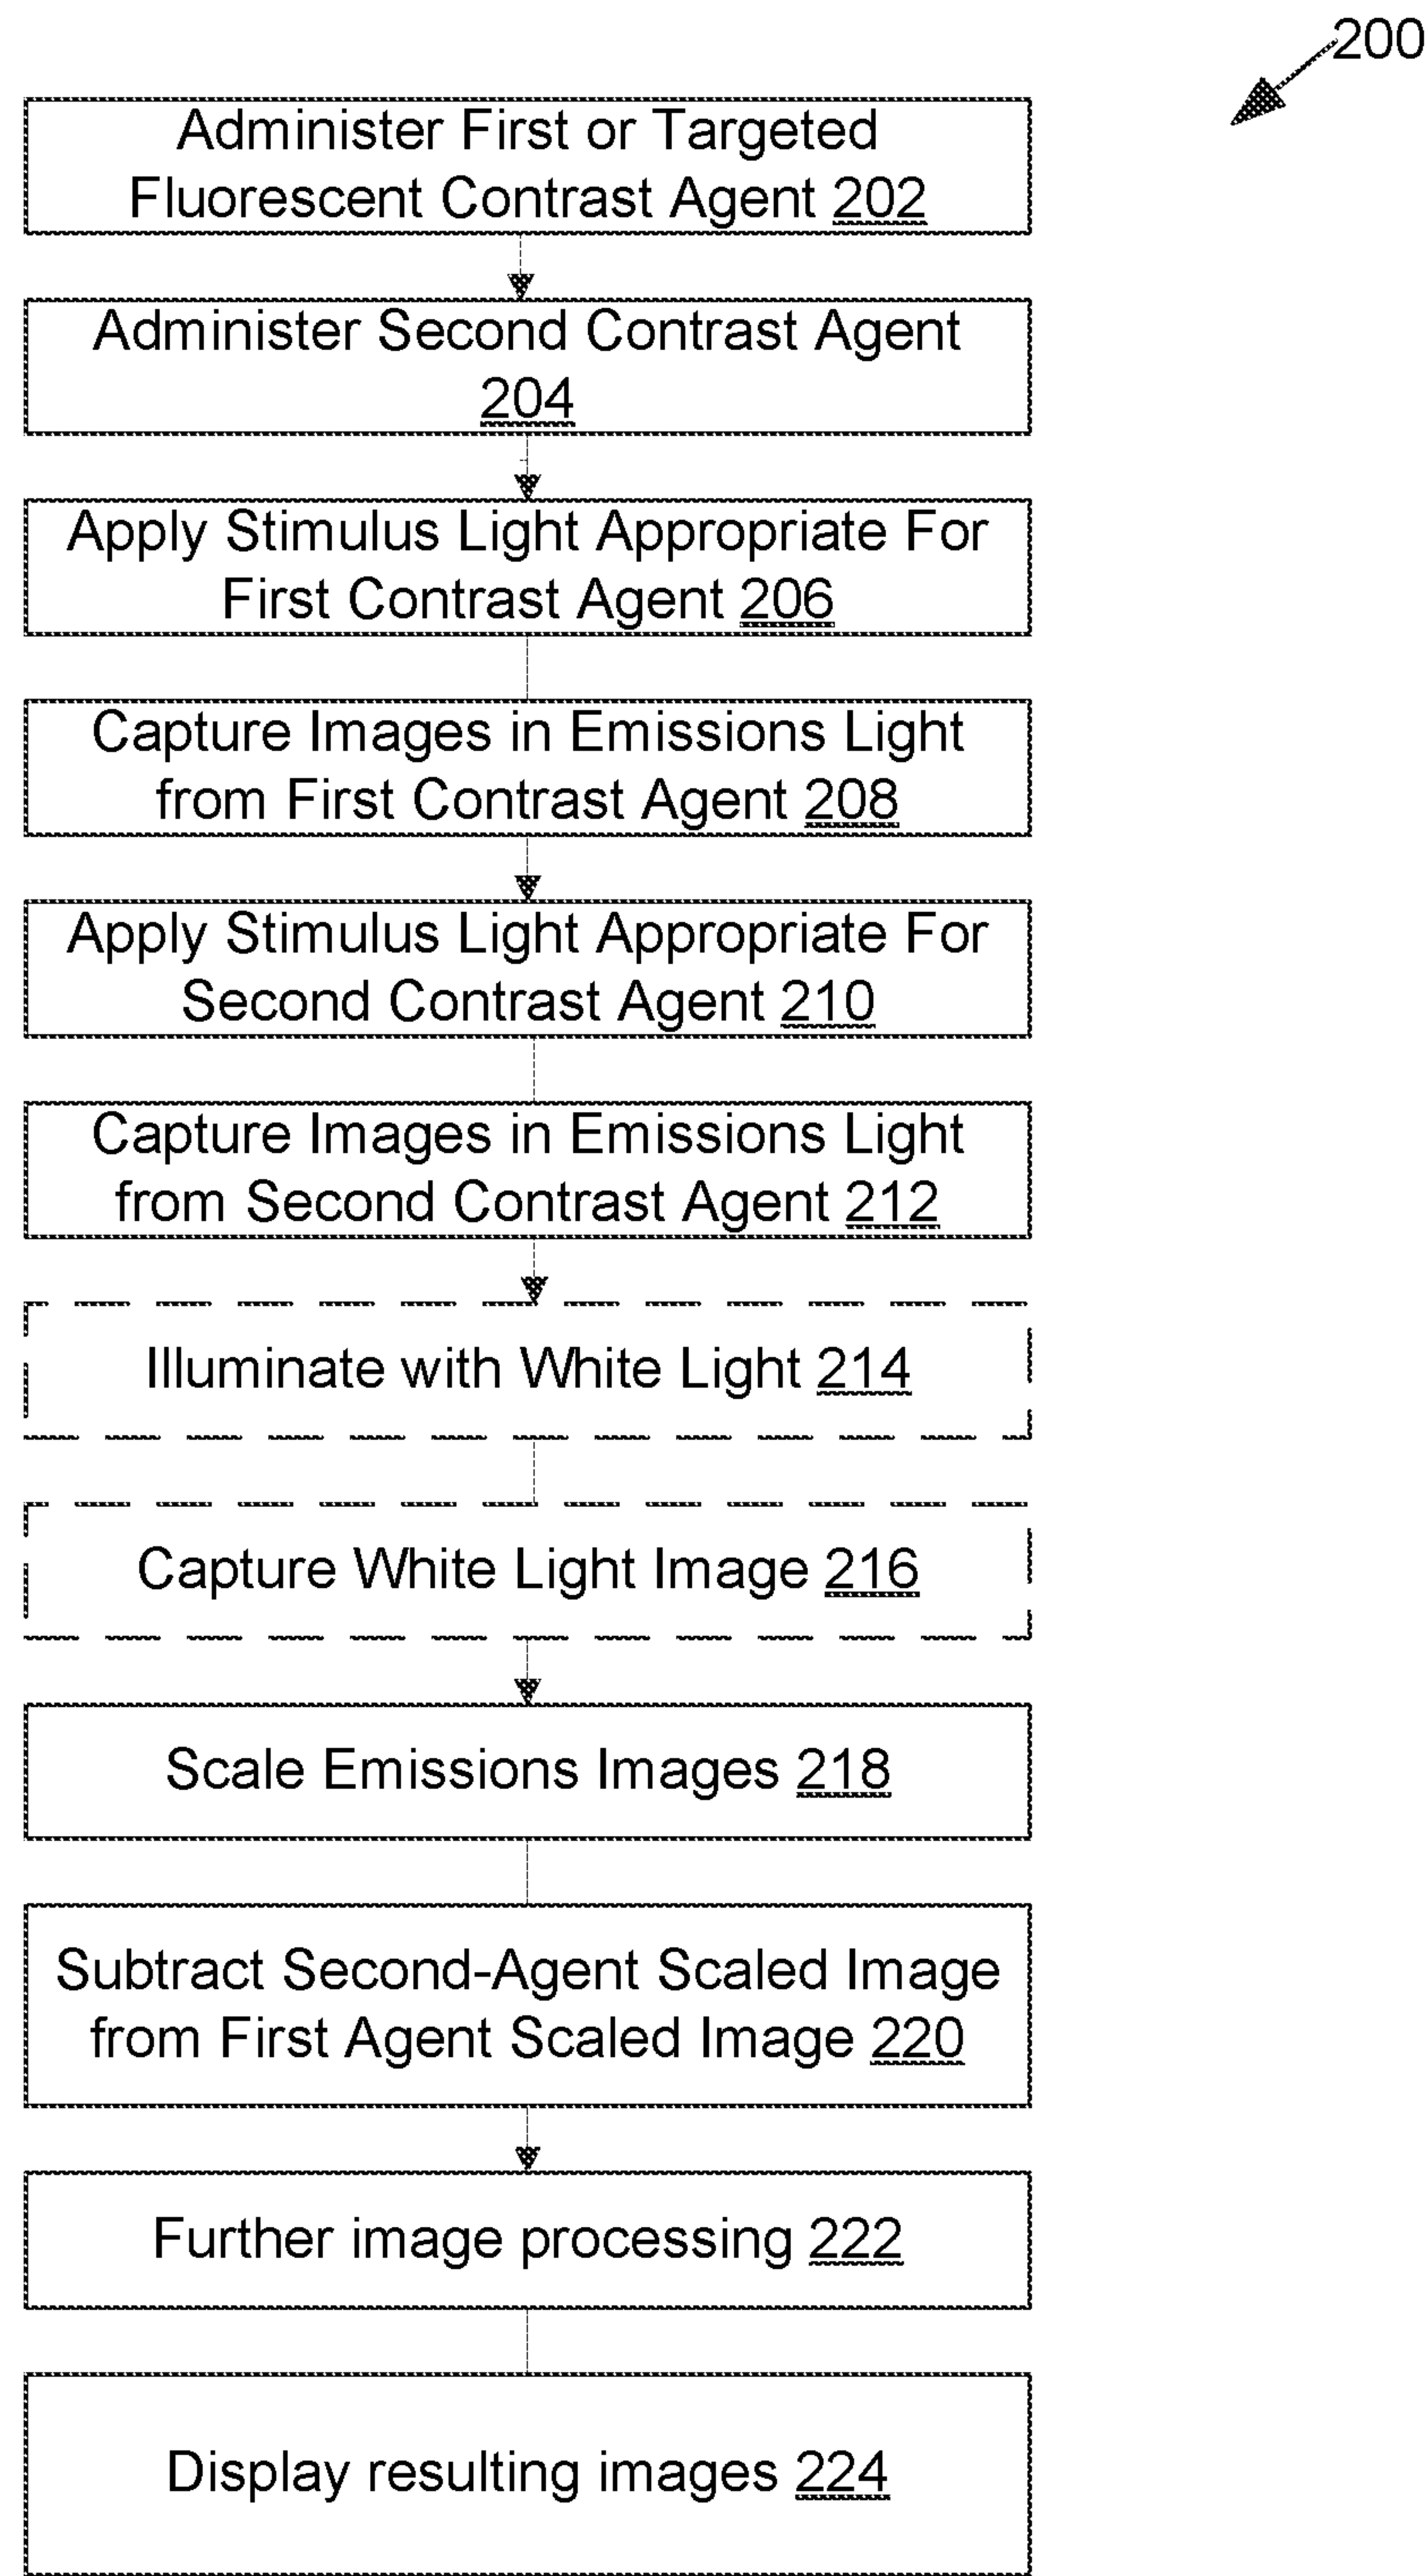 200
Administer First or Targeted
Fluorescent Contrast Agent 202
Administer Second Contrast Agent
204
Apply Stimulus Light Appropriate For
First Contrast Agent 206
Capture Images in Emissions Light
from First Contrast Agent 208
Apply Stimulus Light Appropriate For
Second Contrast Agent 210
Capture Images in Emissions Light
from Second Contrast Agent 212
Illuminate with White Light 214
Capture White Light Image 216
Scale Emissions Images 218
Subtract Second-Agent Scaled Image
from First Agent Scaled Image 220
Further image processing 222
Display resulting images 224